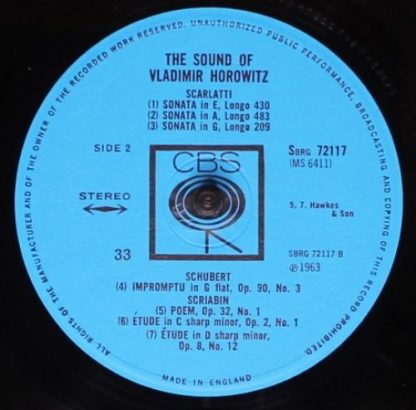 ALL RIGHTS OF THE MANUFACTURER AND OF THE OWNER OF THE RECORDED WORK RESERVED. UNAUTHORIZED PUBLIC PERFORMANCE, BROADCASTING AND COPYING OF THIS RECORD PROHIBITED.
THE SOUND OF
VLADIMIR HOROWITZ
SCARLATTI
(1) SONATA in E, Longo 430
(2) SONATA in A, Longo 483
(3) SONATA in G, Longo 209
SIDE 2
CBS
SBRG 72117
(MS 6411)
STEREO
5, 7. Hawkes
& Son
33
SBRG 72117 B
℗ 1963
SCHUBERT
(4) IMPROMPTU in G flat, Op. 90, No. 3
SCRIABIN
(5) POEM, Op. 32, No. 1
(6) ETUDE in C sharp minor, Op. 2, No. 1
(7) ÉTUDE in D sharp minor,
Op. 8, No. 12
MADE IN ENGLAND